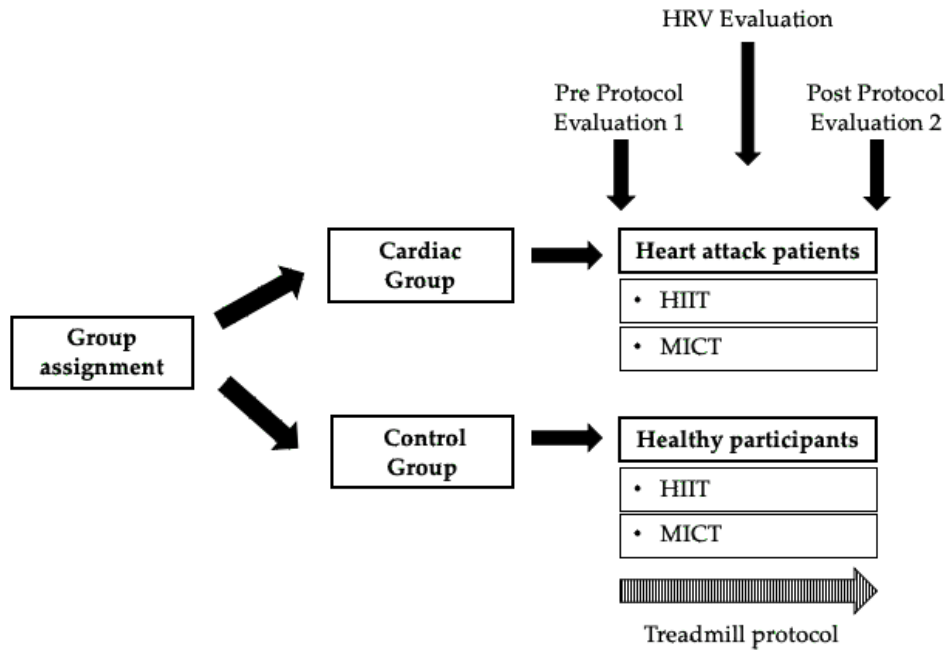 HRV Evaluation
Pre Protocol
Evaluation 1
Post Protocol
Evaluation 2
Cardiac
Group
Heart attack patients
• HIIT
• MICT
Group
assignment
Control
Group
Healthy participants
• HIIT
• MICT
Treadmill protocol